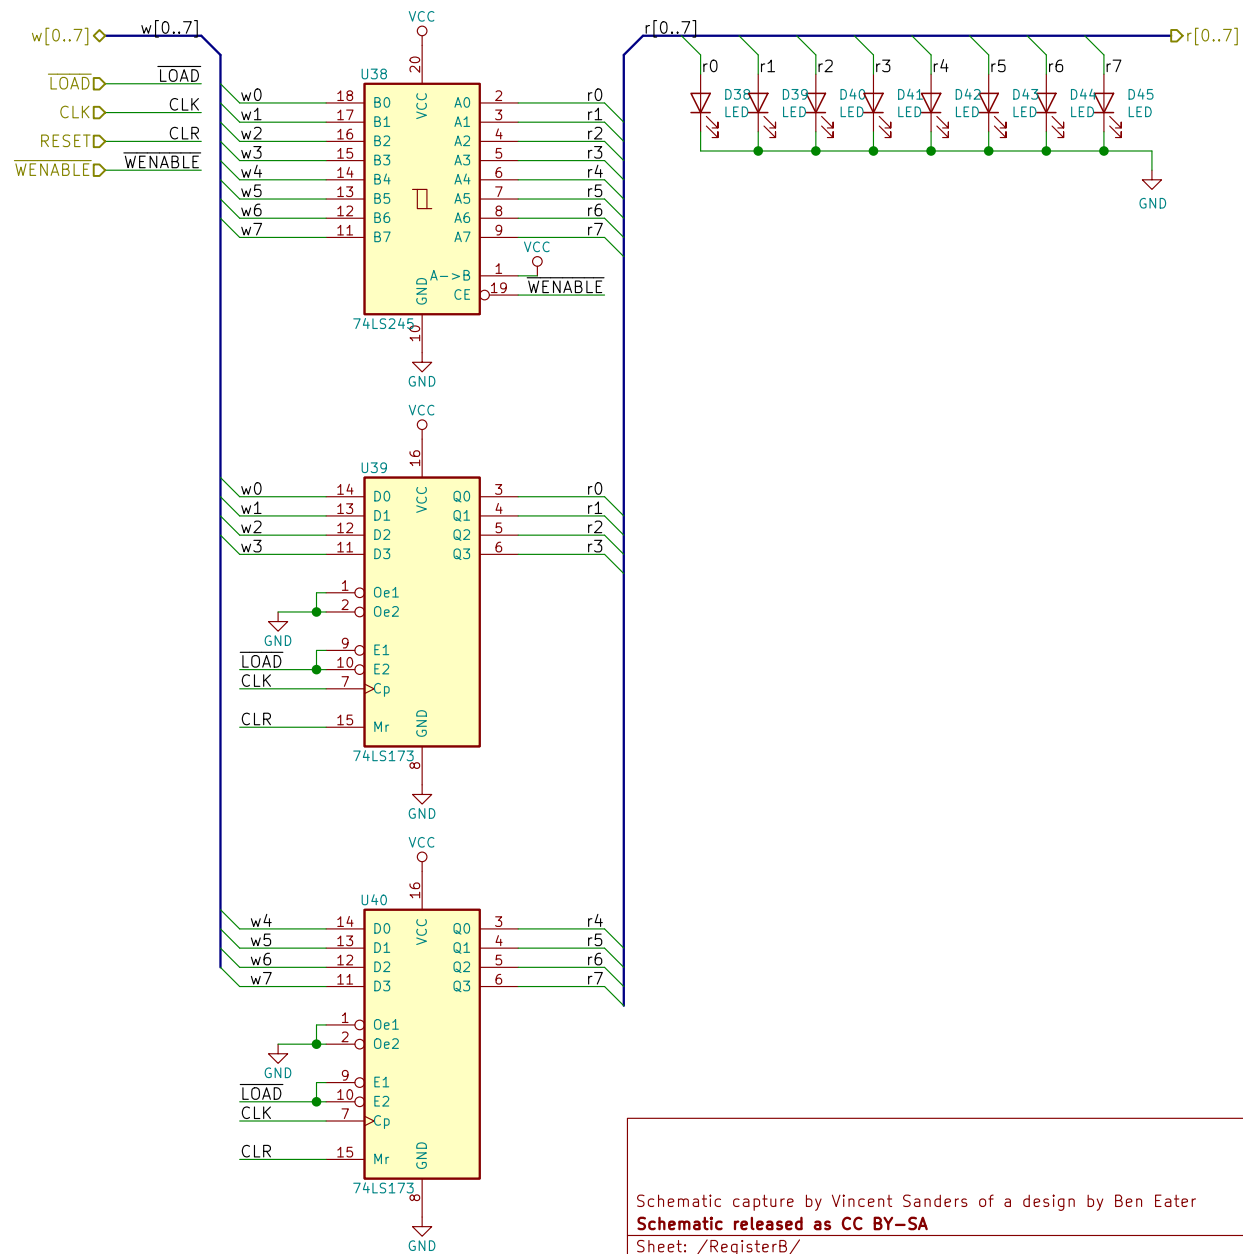 w[0..7]
w[0..7]
LOAD
LOAD
CLK
CLK
RESET
CLR
WENABLE
WENABLE
VCC
20
U38
VCC
w0 18 B0 A0 2 r0
w1 17 B1 A1 3 r1
w2 16 B2 A2 4 r2
w3 15 B3 A3 5 r3
w4 14 B4 A4 6 r4
w5 13 B5 A5 7 r5
w6 12 B6 A6 8 r6
w7 11 B7 A7 9 r7
VCC
A->B 1
GND
CE 19 WENABLE
74LS245
10
GND
r[0..7]
r[0..7]
r0 r1 r2 r3 r4 r5 r6 r7
D38 D39 D40 D41 D42 D43 D44 D45
LED LED LED LED LED LED LED LED
GND
VCC
16
U39
VCC
w0 14 D0 Q0 3 r0
w1 13 D1 Q1 4 r1
w2 12 D2 Q2 5 r2
w3 11 D3 Q3 6 r3
1 Oe1
2 Oe2
GND
9 E1
LOAD 10 E2
CLK 7 Cp
CLR 15 Mr
GND
74LS173
8
GND
VCC
16
U40
VCC
w4 14 D0 Q0 3 r4
w5 13 D1 Q1 4 r5
w6 12 D2 Q2 5 r6
w7 11 D3 Q3 6 r7
1 Oe1
2 Oe2
GND
9 E1
LOAD 10 E2
CLK 7 Cp
CLR 15 Mr
GND
74LS173
8
GND
Schematic capture by Vincent Sanders of a design by Ben Eater
Schematic released as CC BY-SA
Sheet: /RegisterB/